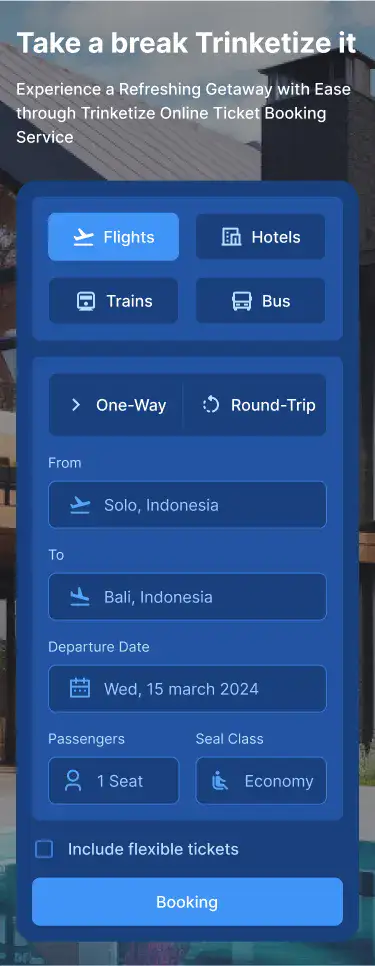 Take a break Trinketize it
Experience a Refreshing Getaway with Ease
through Trinketize Online Ticket Booking
Service
Flights
Hotels
Trains
Bus
One-Way
Round-Trip
From
Solo, Indonesia
To
Bali, Indonesia
Departure Date
Wed, 15 march 2024
Passengers
Seal Class
1 Seat
Economy
Include flexible tickets
Booking